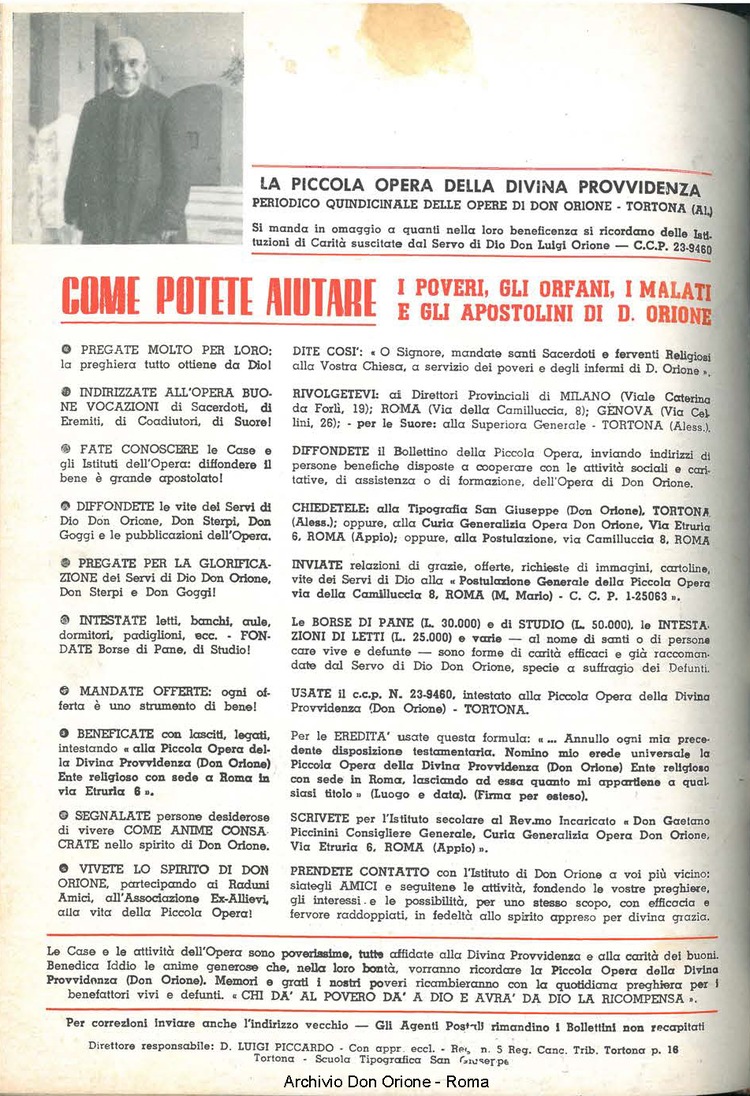 LA PICCOLA OPERA DELLA DIVINA PROVVIDENZA
PERIODICO QUINDICINALE DELLE OPERE DI DON ORIONE - TORTONA (AL)
Si manda in omaggio a quanti nella loro beneficenza si ricordano delle Isti-
tuzioni di Carità suscitate dal Servo di Dio Don Luigi Orione — C.C.P. 23-9460
COME POTETE AIUTARE
I POVERI, GLI ORFANI, I MALATI
E GLI APOSTOLINI DI D. ORIONE
PREGATE MOLTO PER LORO:
la preghiera tutto ottiene da Dio!
DITE COSI': « O Signore, mandate santi Sacerdoti e ferventi Religiosi
alla Vostra Chiesa, a servizio dei poveri e degli infermi di D. Orione ».
INDIRIZZATE ALL'OPERA BUO-
NE VOCAZIONI di Sacerdoti, di
Eremiti, di Coadiutori, di Suore!
RIVOLGETEVI: ai Direttori Provinciali di MILANO (Viale Caterina
da Forlì, 19); ROMA (Via della Camilluccia, 8); GENOVA (Via Cel
lini, 26); - per le Suore: alla Superiora Generale - TORTONA (Aless.).
FATE CONOSCERE le Case e
gli Istituti dell'Opera: diffondere il
bene è grande apostolato!
DIFFONDETE il Bollettino della Piccola Opera, inviando indirizzi di
persone benefiche disposte a cooperare con le attività sociali e cari-
tative, di assistenza o di formazione, dell'Opera di Don Orione.
DIFFONDETE le vite dei Servi di
Dio Don Orione, Don Sterpi, Don
Goggi e le pubblicazioni dell'Opera.
CHIEDETELE: alla Tipografia San Giuseppe (Don Orione), TORTONA
(Aless.); oppure, alla Curia Generalizia Opera Don Orione, Via Etruria
6, ROMA (Appio); oppure, alla Postulazione, via Camilluccia 8, ROMA
PREGATE PER LA GLORIFICA-
ZIONE dei Servi di Dio Don Orione,
Don Sterpi e Don Goggi!
INVIATE relazioni di grazie, offerte, richieste di immagini, cartoline,
vite dei Servi di Dio alla « Postulazione Generale della Piccola Opera
via della Camilluccia 8, ROMA (M. Mario) - C. C. P. 1-25063 ».
INTESTATE letti, banchi, aule,
dormitori, padiglioni, ecc. - FON-
DATE Borse di Pane, di Studio!
Le BORSE DI PANE (L. 30.000) e di STUDIO (L. 50.000), le INTESTA-
ZIONI DI LETTI (L. 25.000) e varie — al nome di santi o di persone
care vive e defunte — sono forme di carità efficaci e già raccoman-
date dal Servo di Dio Don Orione, specie a suffragio dei Defunti.
MANDATE OFFERTE: ogni of-
ferta è uno strumento di bene!
USATE il c.c.p. N. 23-9460, intestato alla Piccola Opera della Divina
Provvidenza (Don Orione) - TORTONA.
BENEFICATE con lasciti, legati,
intestando « alla Piccola Opera del-
la Divina Provvidenza (Don Orione)
Ente religioso con sede a Roma in
via Etruria 6 ».
Per le EREDITA' usate questa formula: « ... Annullo ogni mia prece-
dente disposizione testamentaria. Nomino mio erede universale la
Piccola Opera della Divina Provvidenza (Don Orione) Ente religioso
con sede in Roma, lasciando ad essa quanto mi appartiene a qual-
siasi titolo » (Luogo e data). (Firma per esteso).
SEGNALATE persone desiderose
di vivere COME ANIME CONSA-
CRATE nello spirito di Don Orione.
SCRIVETE per l'Istituto secolare al Rev.mo Incaricato « Don Gaetano
Piccinini Consigliere Generale, Curia Generalizia Opera Don Orione,
Via Etruria 6, ROMA (Appio) ».
VIVETE LO SPIRITO DI DON
ORIONE, partecipando ai Raduni
Amici, all'Associazione Ex-Allievi,
alla vita della Piccola Opera!
PRENDETE CONTATTO con l'Istituto di Don Orione a voi più vicino:
siategli AMICI e seguitene le attività, fondendo le vostre preghiere,
gli interessi e le possibilità, per uno stesso scopo, con efficacia e
fervore raddoppiati, in fedeltà allo spirito appreso per divina grazia.
Le Case e le attività dell'Opera sono poverissime, tutte affidate alla Divina Provvidenza e alla carità dei buoni.
Benedica Iddio le anime generose che, nella loro bontà, vorranno ricordare la Piccola Opera della Divina
Provvidenza (Don Orione). Memori e grati i nostri poveri ricambieranno con la quotidiana preghiera per i
benefattori vivi e defunti. « CHI DA' AL POVERO DA' A DIO E AVRA' DA DIO LA RICOMPENSA ».
Per correzioni inviare anche l'indirizzo vecchio — Gli Agenti Postali rimandino i Bollettini non recapitati
Direttore responsabile: D. LUIGI PICCARDO - Con appr. eccl. - Reg. n. 5 Reg. Canc. Trib. Tortona p. 16
Tortona - Scuola Tipografica San Giuseppe
Archivio Don Orione - Roma